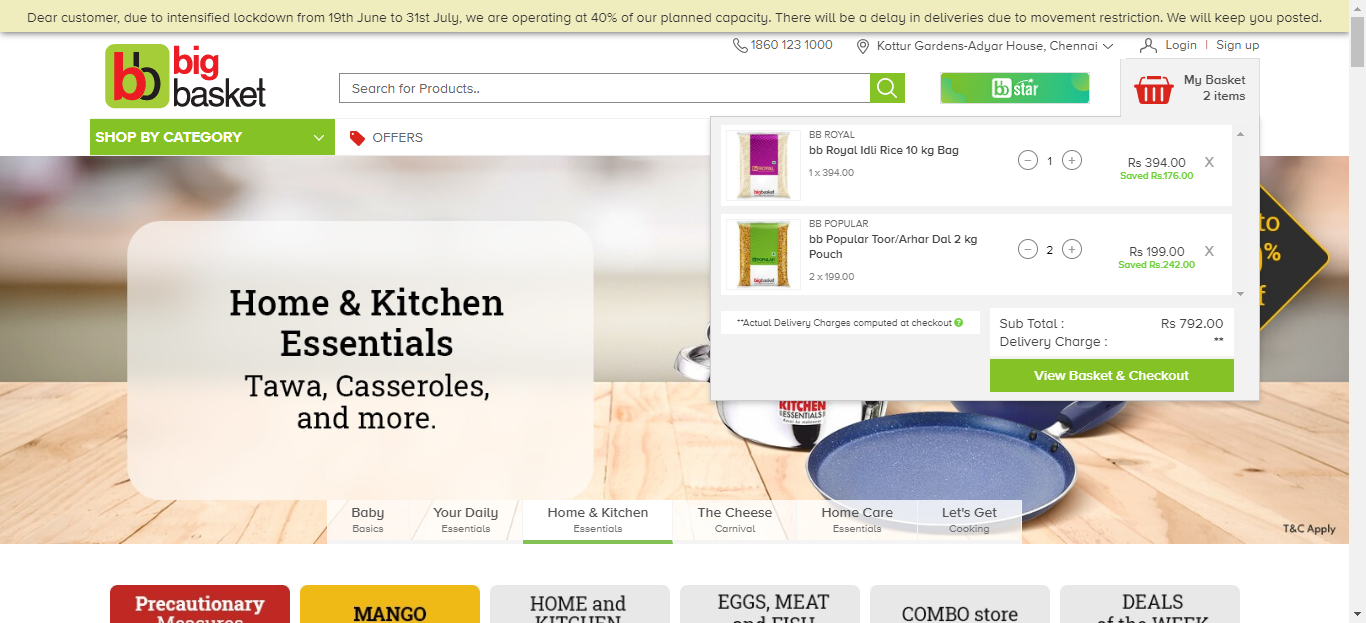 Dear customer, due to intensified lockdown from 19th June to 31st July, we are operating at 40% of our planned capacity. There will be a delay in deliveries due to movement restriction. We will keep you posted.
1860 123 1000
Kottur Gardens-Adyar House, Chennai
Login | Sign up
bb big
basket
Search for Products..
bb star
My Basket
2 items
SHOP BY CATEGORY
OFFERS
BB ROYAL
bb Royal Idli Rice 10 kg Bag
1 x 394.00
1
Rs 394.00
Saved Rs.176.00
X
BB POPULAR
bb Popular Toor/Arhar Dal 2 kg
Pouch
2 x 199.00
2
Rs 199.00
Saved Rs.242.00
X
**Actual Delivery Charges computed at checkout ?
Sub Total : Rs 792.00
Delivery Charge : **
View Basket & Checkout
Home & Kitchen
Essentials
Tawa, Casseroles,
and more.
KITCHEN
ESSENTIALS
T&C Apply
Baby
Basics
Your Daily
Essentials
Home & Kitchen
Essentials
The Cheese
Carnival
Home Care
Essentials
Let's Get
Cooking
Precautionary
Measures
MANGO
HOME and
KITCHEN
EGGS, MEAT
and FISH
COMBO store
DEALS
of the WEEK